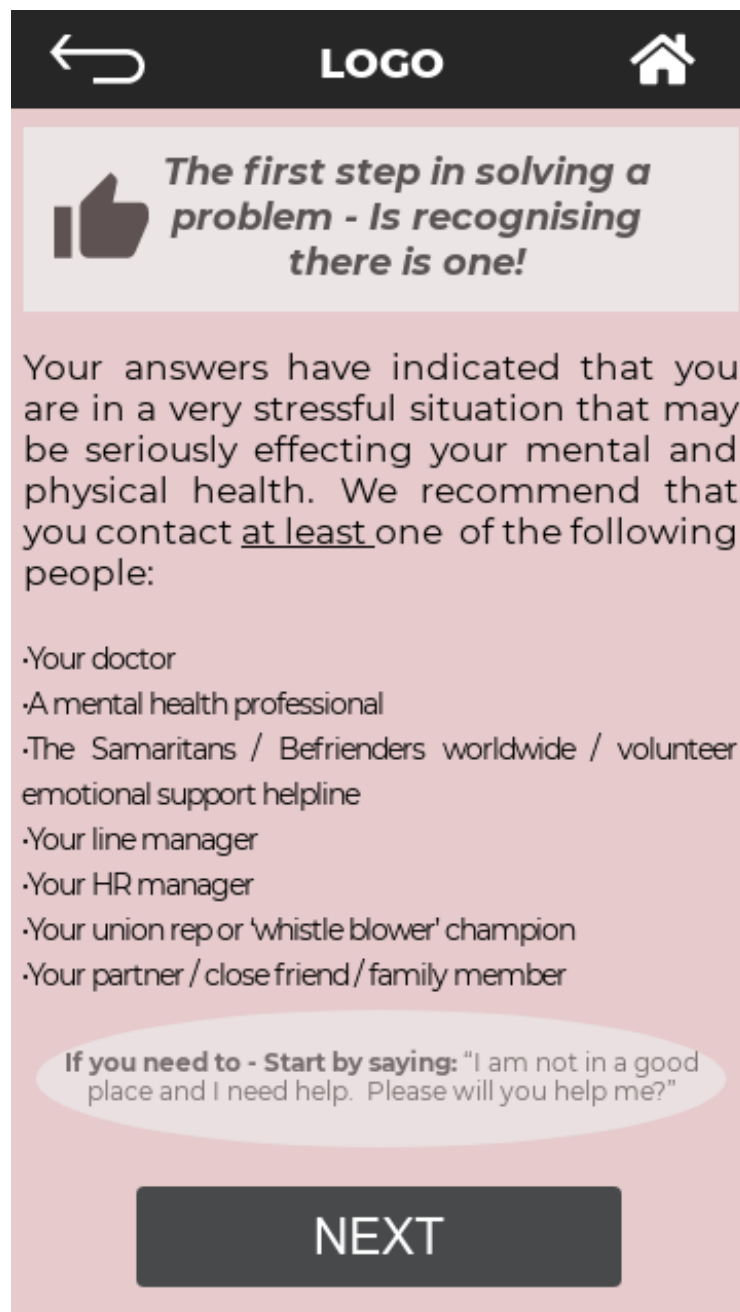 LOGO
The first step in solving a
problem - Is recognising
there is one!
Your answers have indicated that you
are in a very stressful situation that may
be seriously effecting your mental and
physical health. We recommend that
you contact at least one of the following
people:
·Your doctor
·A mental health professional
·The Samaritans / Befrienders worldwide / volunteer
emotional support helpline
·Your line manager
·Your HR manager
·Your union rep or 'whistle blower' champion
·Your partner / close friend / family member
If you need to - Start by saying: “I am not in a good
place and I need help. Please will you help me?”
NEXT